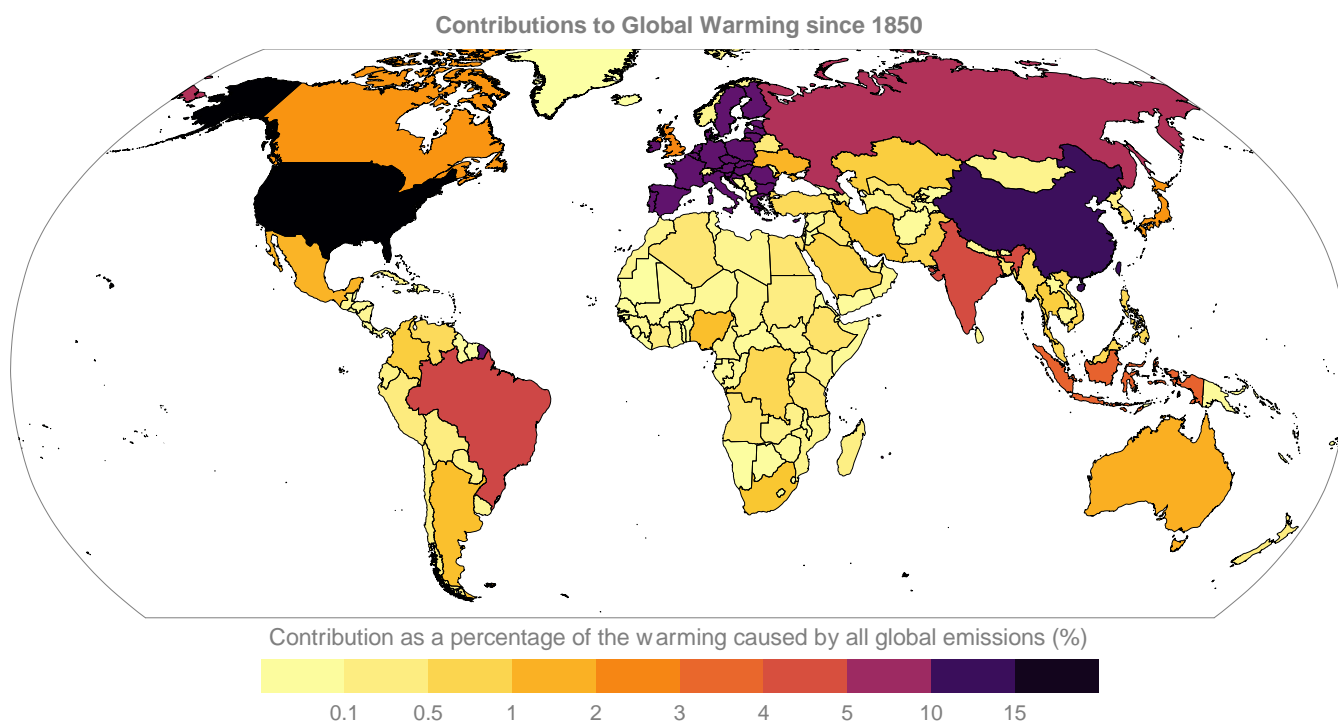 Contributions to Global Warming since 1850
Contribution as a percentage of the warming caused by all global emissions (%)
0.1 0.5 1 2 3 4 5 10 15